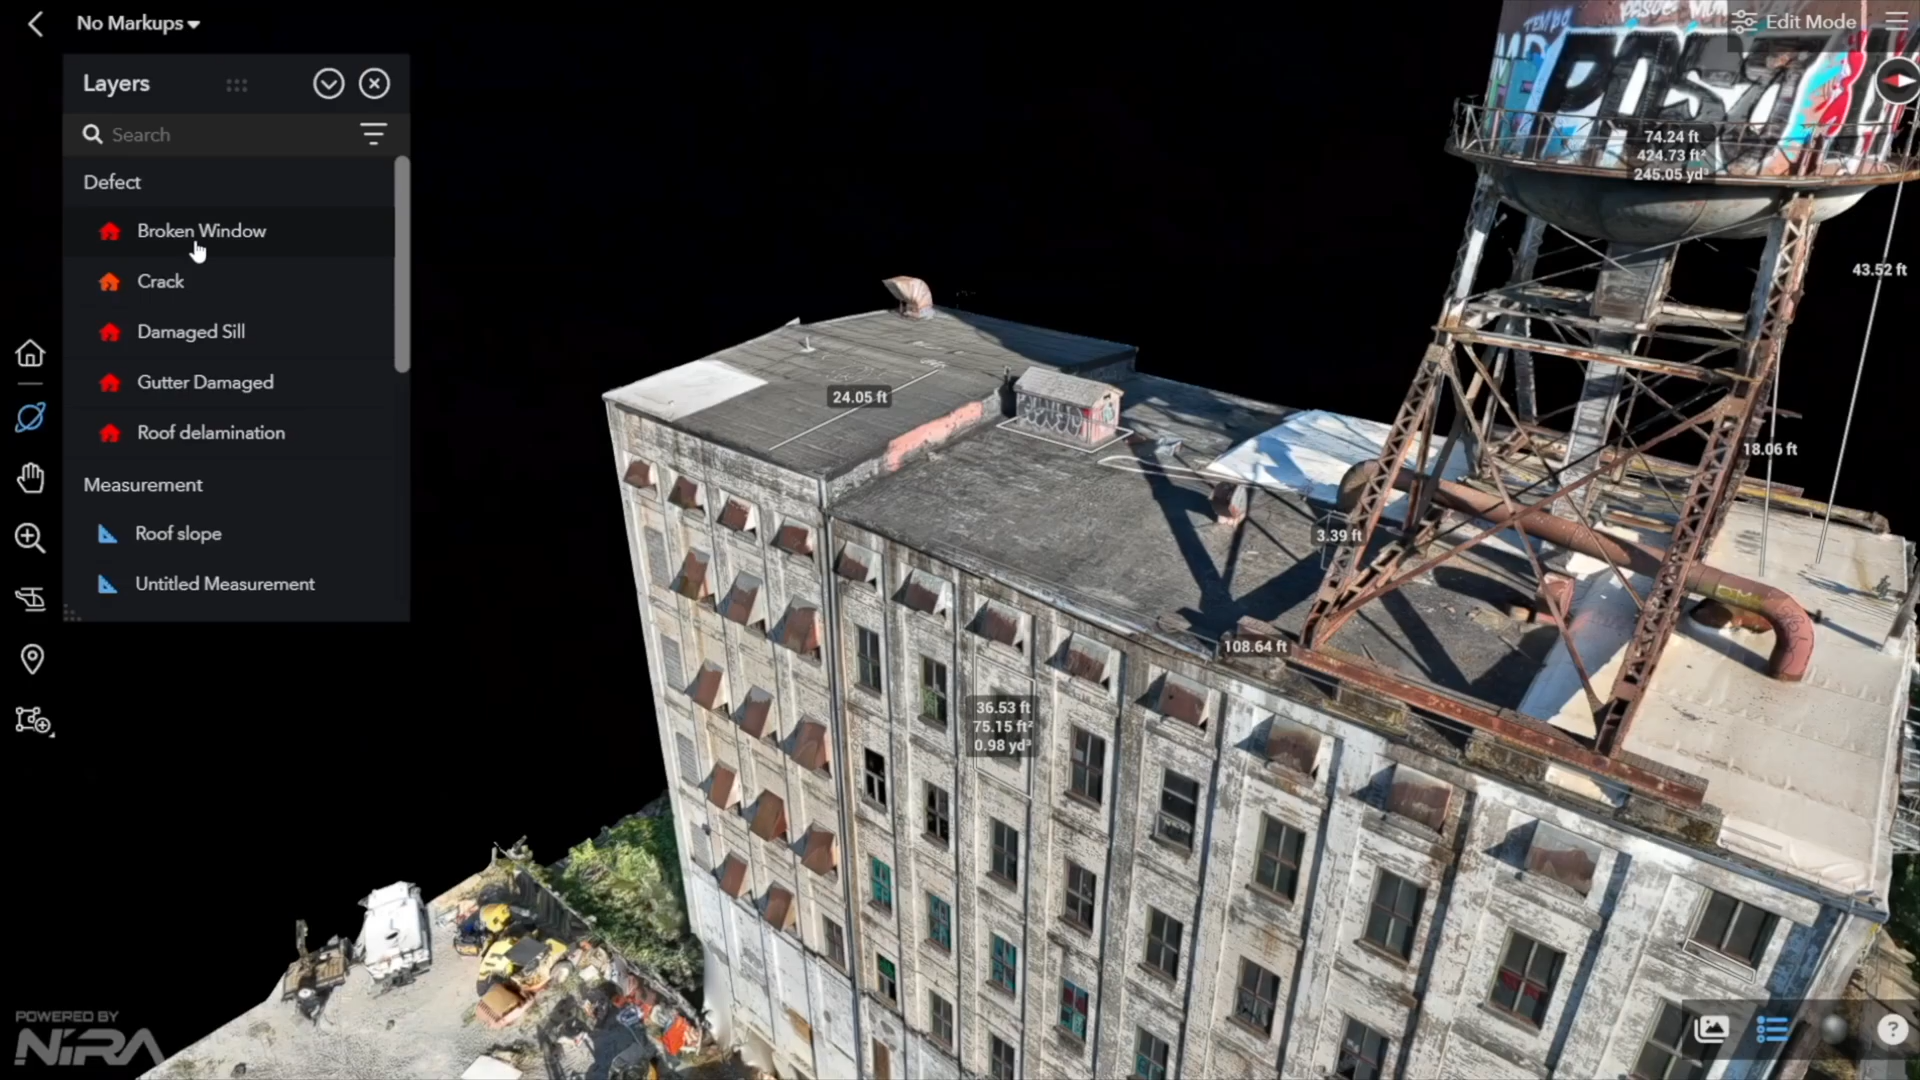 No Markups
Edit Mode
Layers
Search
Defect
Broken Window
Crack
Damaged Sill
Gutter Damaged
Roof delamination
Measurement
Roof slope
Untitled Measurement
74.24 ft
424.73 ft²
245.05 yd³
43.52 ft
24.05 ft
18.06 ft
3.39 ft
108.64 ft
36.53 ft
75.15 ft²
0.98 yd³
POWERED BY
NIRA
?